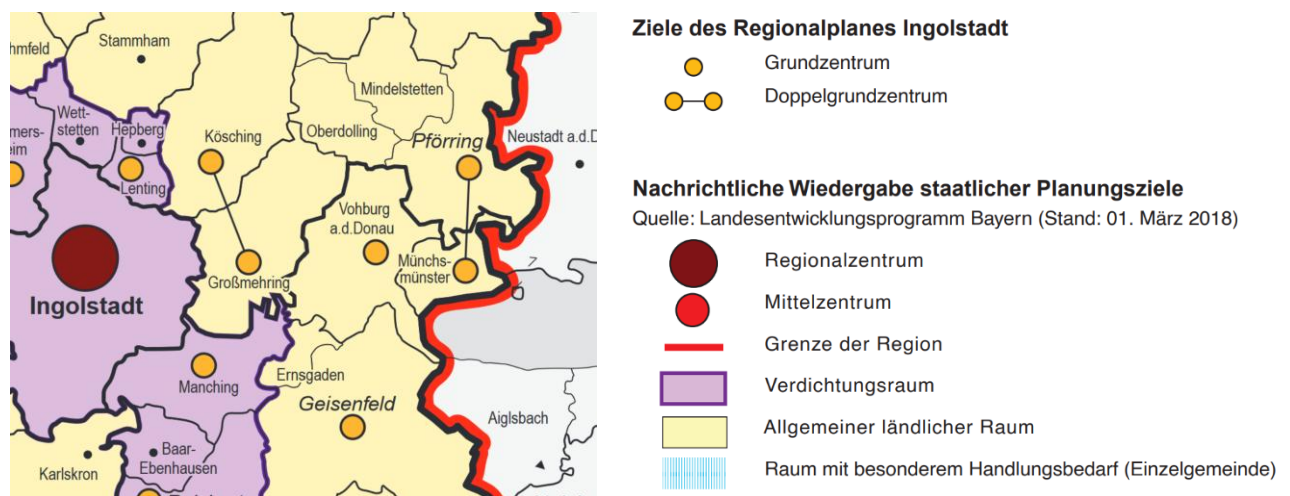 hmfeld
Stammham
Mindelstetten
Wett-
stetten
Hepberg
Kösching
Oberdolling
Pförring
Neustadt a.d.D
mers-
eim
Lenting
Vohburg
a.d.Donau
Münchs-
münster
Großmehring
Ingolstadt
Manching
Ernsgaden
Geisenfeld
Aiglsbach
Baar-
Ebenhausen
Karlskron
Ziele des Regionalplanes Ingolstadt
Grundzentrum
Doppelgrundzentrum
Nachrichtliche Wiedergabe staatlicher Planungsziele
Quelle: Landesentwicklungsprogramm Bayern (Stand: 01. März 2018)
Regionalzentrum
Mittelzentrum
Grenze der Region
Verdichtungsraum
Allgemeiner ländlicher Raum
Raum mit besonderem Handlungsbedarf (Einzelgemeinde)